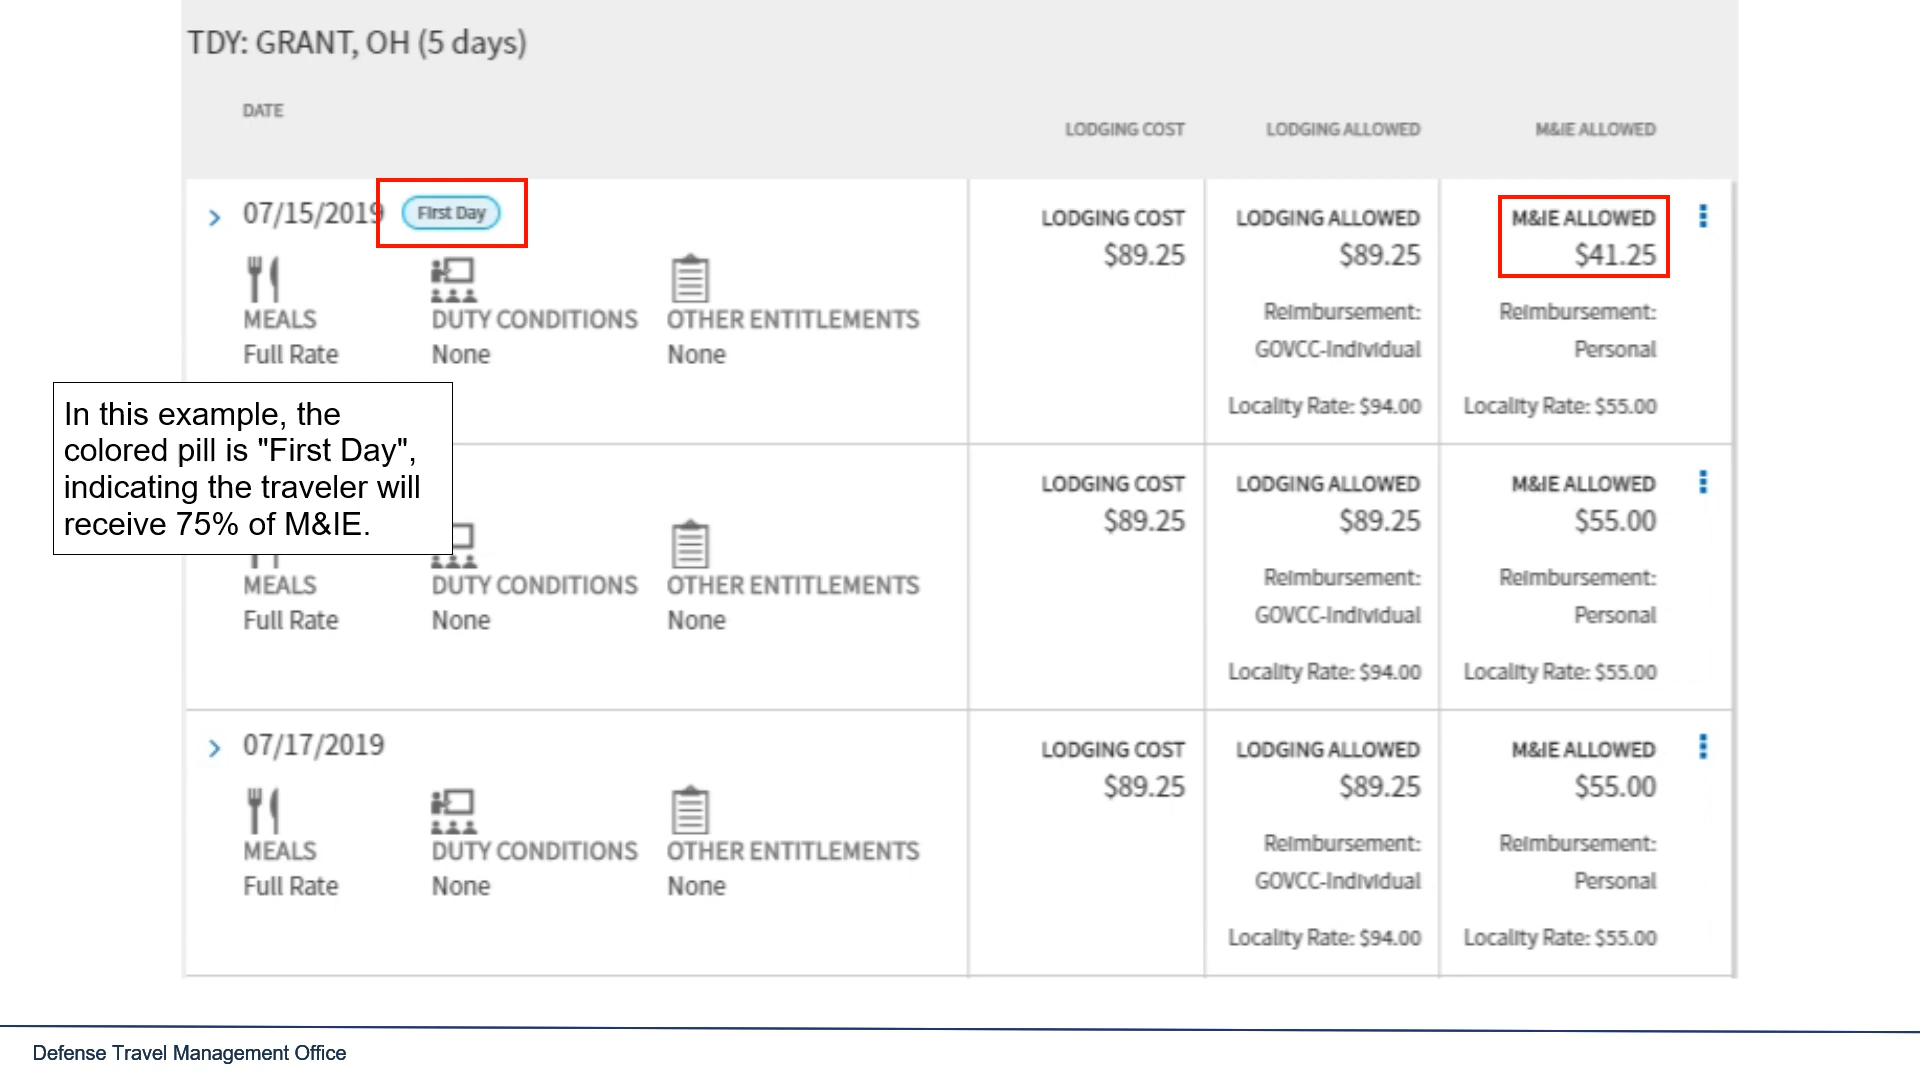 TDY: GRANT, OH (5 days)
DATE
LODGING COST LODGING ALLOWED M&IE ALLOWED
07/15/2019 First Day
LODGING COST LODGING ALLOWED M&IE ALLOWED
$89.25 $89.25 $41.25
MEALS DUTY CONDITIONS OTHER ENTITLEMENTS
Full Rate None None
Reimbursement: Reimbursement:
GOVCC-Individual Personal
Locality Rate: $94.00 Locality Rate: $55.00
In this example, the
colored pill is "First Day",
indicating the traveler will
receive 75% of M&IE.
LODGING COST LODGING ALLOWED M&IE ALLOWED
$89.25 $89.25 $55.00
MEALS DUTY CONDITIONS OTHER ENTITLEMENTS
Full Rate None None
Reimbursement: Reimbursement:
GOVCC-Individual Personal
Locality Rate: $94.00 Locality Rate: $55.00
07/17/2019
LODGING COST LODGING ALLOWED M&IE ALLOWED
$89.25 $89.25 $55.00
MEALS DUTY CONDITIONS OTHER ENTITLEMENTS
Full Rate None None
Reimbursement: Reimbursement:
GOVCC-Individual Personal
Locality Rate: $94.00 Locality Rate: $55.00
Defense Travel Management Office